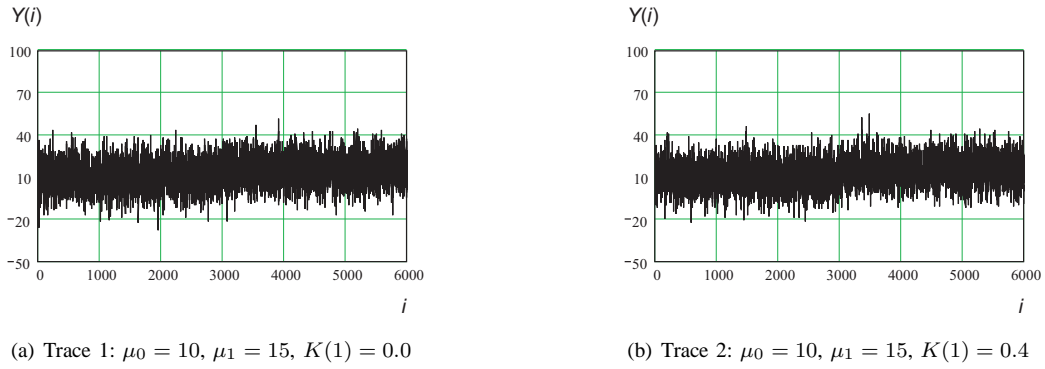 Y(i)
100
70
40
10
−20
−50
0 1000 2000 3000 4000 5000 6000
i
(a) Trace 1: μ₀ = 10, μ₁ = 15, K(1) = 0.0
Y(i)
100
70
40
10
−20
−50
0 1000 2000 3000 4000 5000 6000
i
(b) Trace 2: μ₀ = 10, μ₁ = 15, K(1) = 0.4